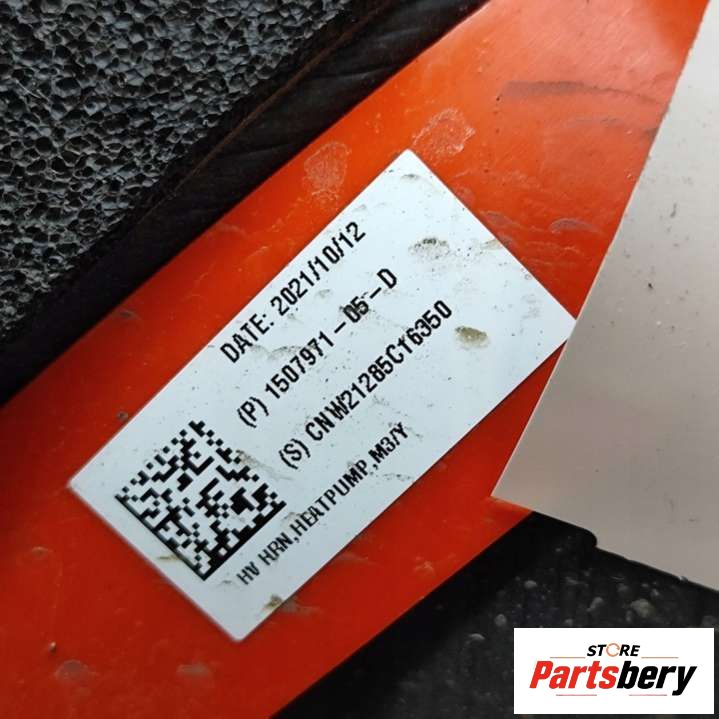 DATE: 2021/10/12
(P) 1507971-05-D
(S) CNW21285C16350
HV HRN,HEATPUMP,M3/Y
STORE
Partsbery